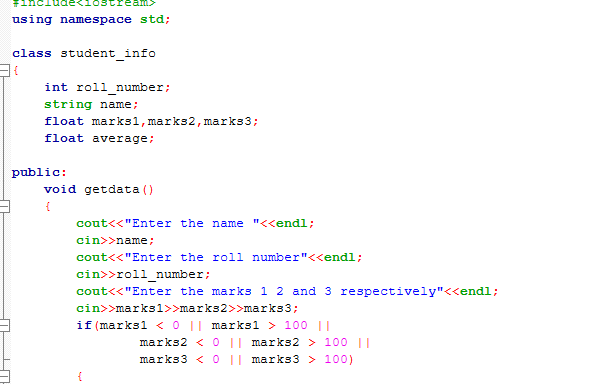 #include<iostream>
using namespace std;
class student_info
{
int roll_number;
string name;
float marks1,marks2,marks3;
float average;
public:
void getdata()
{
cout<<"Enter the name "<<endl;
cin>>name;
cout<<"Enter the roll number"<<endl;
cin>>roll_number;
cout<<"Enter the marks 1 2 and 3 respectively"<<endl;
cin>>marks1>>marks2>>marks3;
if(marks1 < 0 || marks1 > 100 ||
marks2 < 0 || marks2 > 100 ||
marks3 < 0 || marks3 > 100)
{